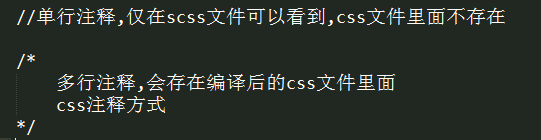 //单行注释,仅在scss文件可以看到,css文件里面不存在
/*
多行注释,会存在编译后的css文件里面
css注释方式
*/